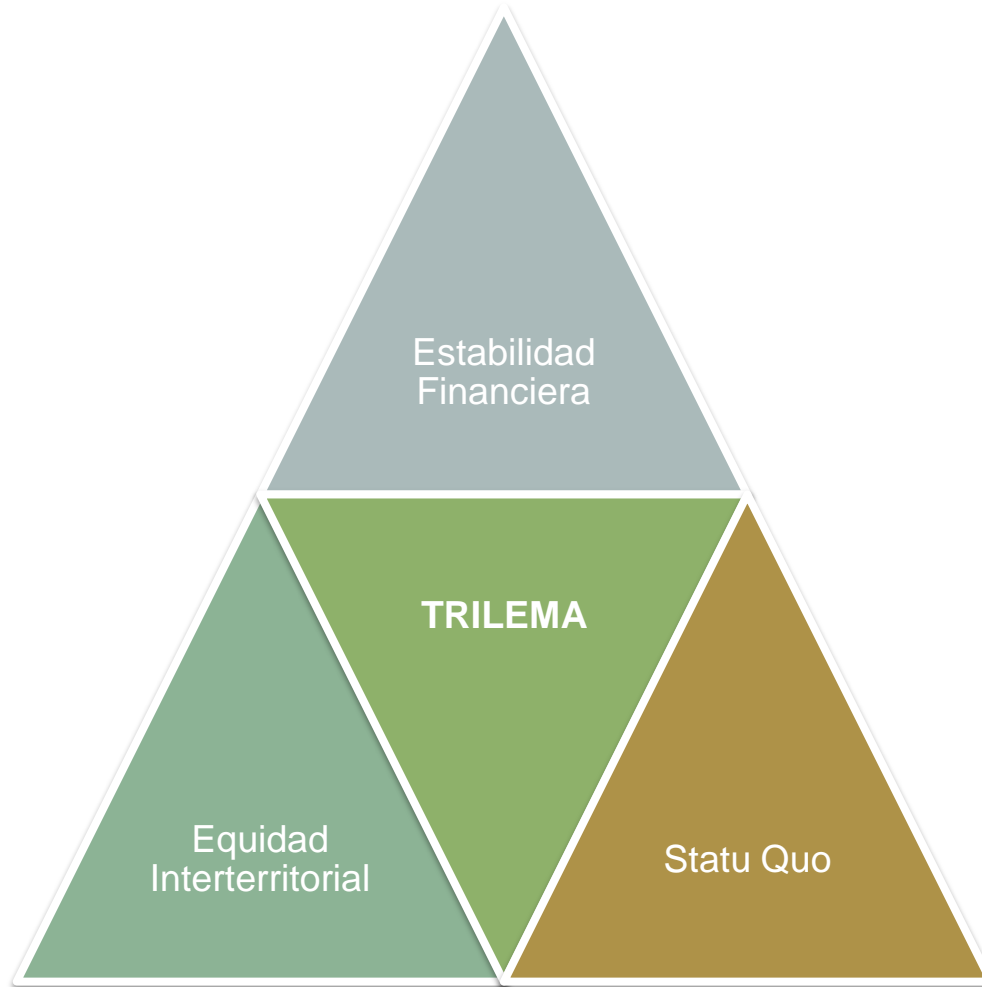 Estabilidad
Financiera
TRILEMA
Equidad
Interterritorial
Statu Quo